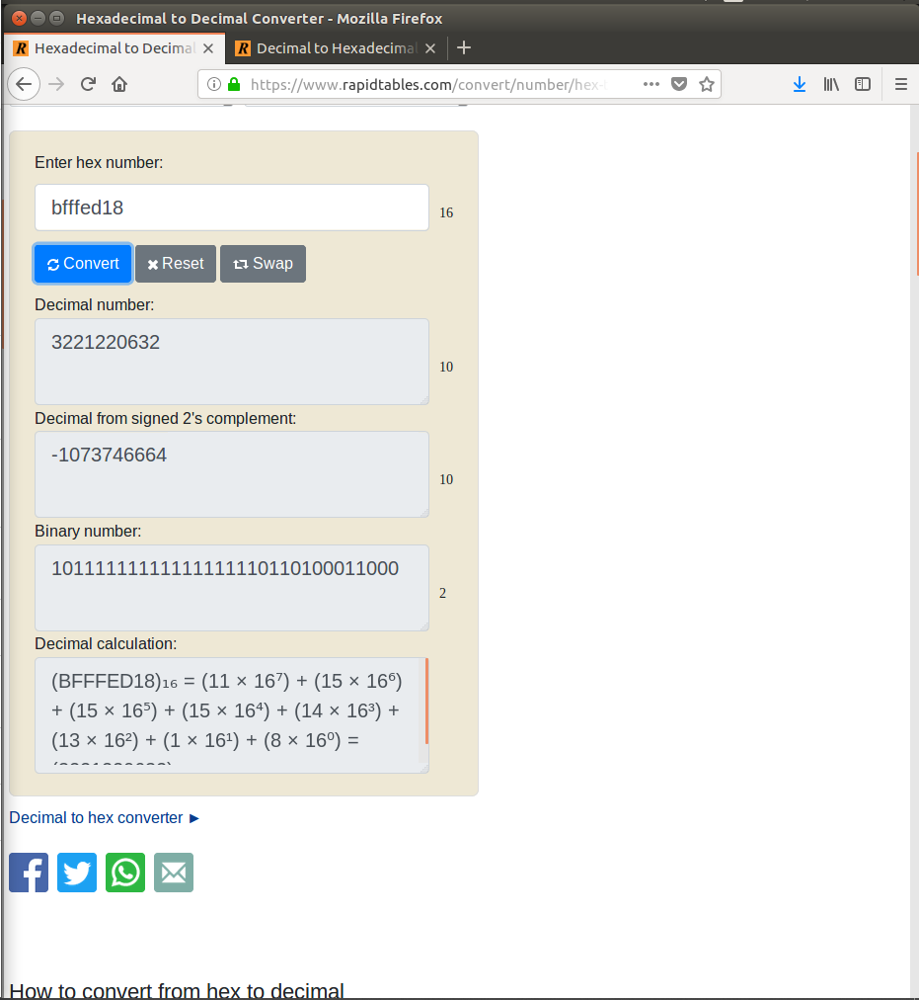 Hexadecimal to Decimal Converter - Mozilla Firefox
Hexadecimal to Decimal
Decimal to Hexadecimal
https://www.rapidtables.com/convert/number/hex-
Enter hex number:
bfffed18
16
Convert Reset Swap
Decimal number:
3221220632
10
Decimal from signed 2's complement:
-1073746664
10
Binary number:
10111111111111111110110100011000
2
Decimal calculation:
(BFFFED18)₁₆ = (11 × 16⁷) + (15 × 16⁶)
+ (15 × 16⁵) + (15 × 16⁴) + (14 × 16³) +
(13 × 16²) + (1 × 16¹) + (8 × 16⁰) =
Decimal to hex converter ►
How to convert from hex to decimal